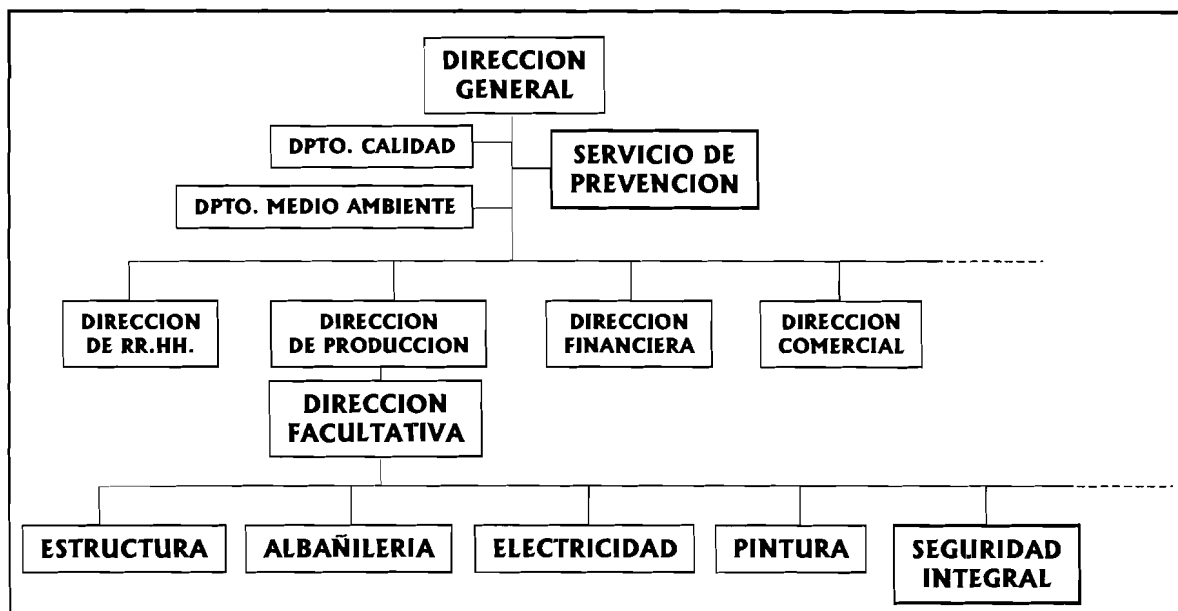 DIRECCION
GENERAL
DPTO. CALIDAD
SERVICIO DE
PREVENCION
DPTO. MEDIO AMBIENTE
DIRECCION
DE RR.HH.
DIRECCION
DE PRODUCCION
DIRECCION
FINANCIERA
DIRECCION
COMERCIAL
DIRECCION
FACULTATIVA
ESTRUCTURA
ALBAÑILERIA
ELECTRICIDAD
PINTURA
SEGURIDAD
INTEGRAL